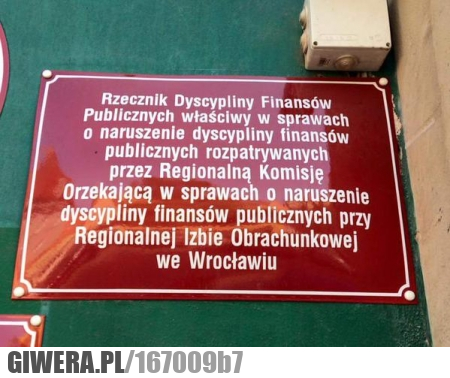 Rzecznik Dyscypliny Finansów
Publicznych właściwy w sprawach
o naruszenie dyscypliny finansów
publicznych rozpatrywanych
przez Regionalną Komisję
Orzekającą w sprawach o naruszenie
dyscypliny finansów publicznych przy
Regionalnej Izbie Obrachunkowej
we Wrocławiu
GIWERA.PL/167009b7